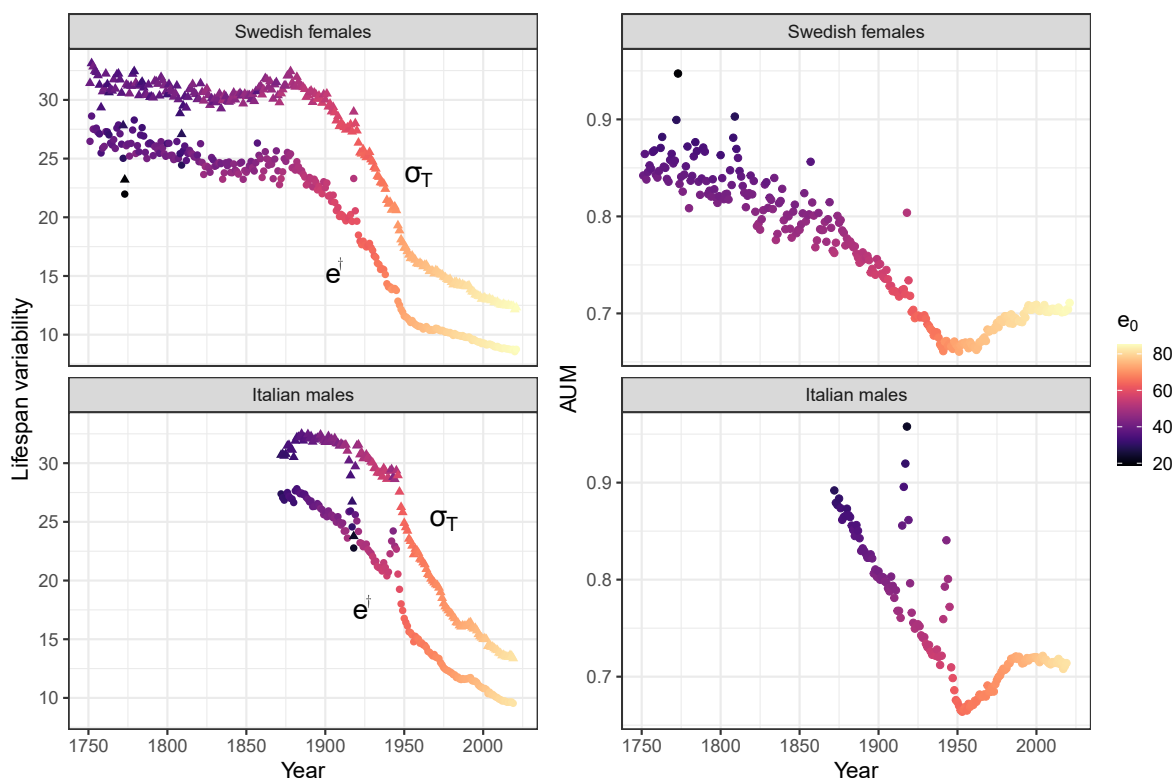 Swedish females
Swedish females
Lifespan variability
30
25
20
15
10
σT
e†
AUM
0.9
0.8
0.7
e0
80
60
40
20
Italian males
Italian males
30
25
20
15
10
σT
e†
0.9
0.8
0.7
1750 1800 1850 1900 1950 2000
1750 1800 1850 1900 1950 2000
Year
Year